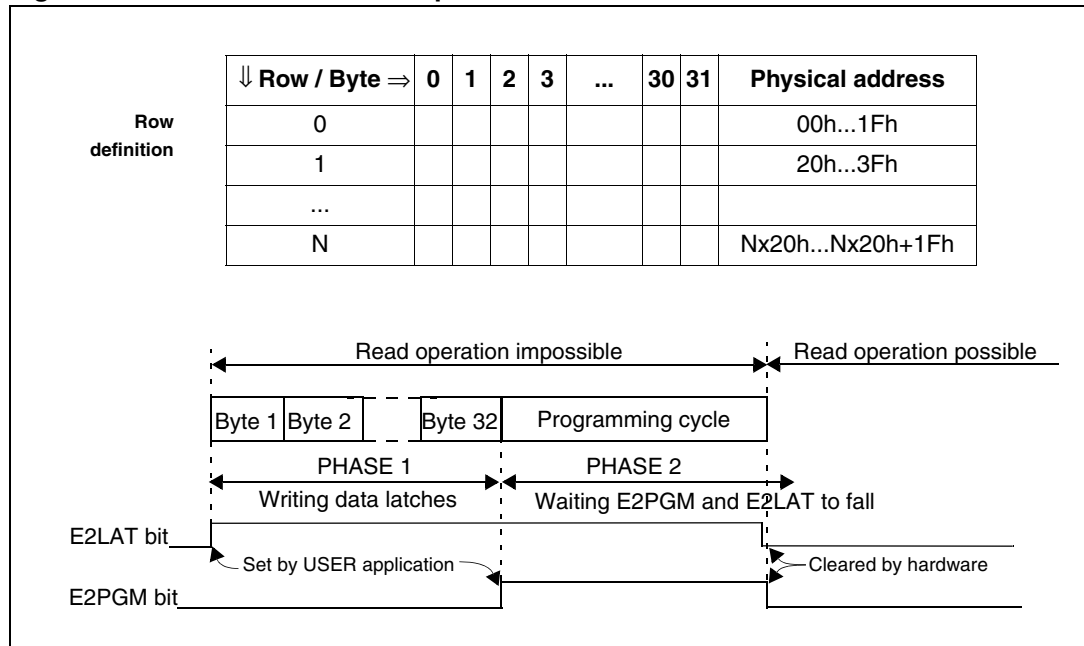 ⇓ Row / Byte ⇒ 0 1 2 3 ... 30 31 Physical address
Row definition
0 00h...1Fh
1 20h...3Fh
...
N Nx20h...Nx20h+1Fh
Read operation impossible Read operation possible
Byte 1 Byte 2 Byte 32 Programming cycle
PHASE 1 PHASE 2
Writing data latches Waiting E2PGM and E2LAT to fall
E2LAT bit
Set by USER application Cleared by hardware
E2PGM bit